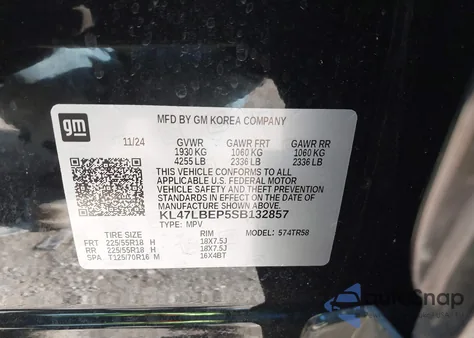 MFD BY GM KOREA COMPANY
gm
11/24 GVWR GAWR FRT GAWR RR
1930 KG 1060 KG 1060 KG
4255 LB 2336 LB 2336 LB
THIS VEHICLE CONFORMS TO ALL
APPLICABLE U.S. FEDERAL MOTOR
VEHICLE SAFETY AND THEFT PREVENTION
STANDARDS IN EFFECT ON THE DATE
OF MANUFACTURE SHOWN ABOVE.
KL47LBEP5SB132857
TYPE: MPV MODEL: 574TR58
TIRE SIZE RIM
FRT 225/55R18 H 18X7.5J
RR 225/55R18 H 18X7.5J
SPA T125/70R16 M 16X4BT